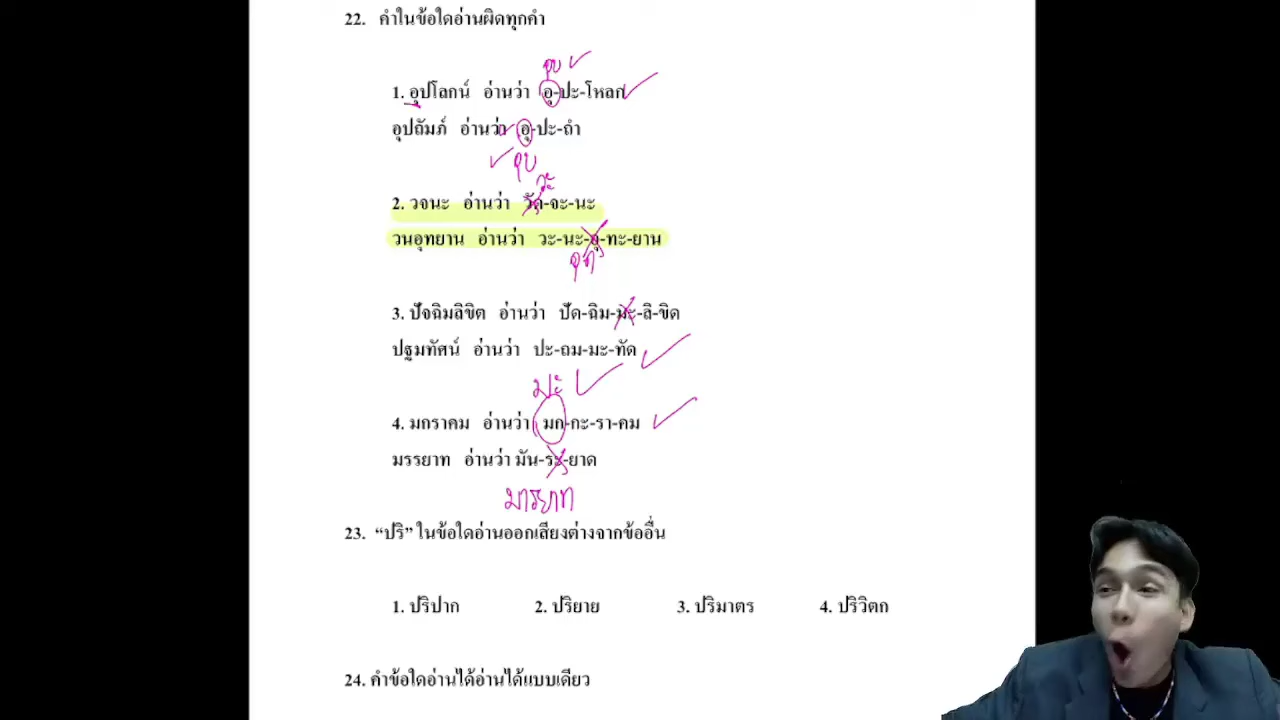 22. คำในข้อใดอ่านผิดทุกคำ
อุบ
1. อุปโลกน์ อ่านว่า อุ-ปะ-โหลก
อุปถัมภ์ อ่านว่า อุ-ปะ-ถำ
อุบ
วะ
2. วจนะ อ่านว่า วัด-จะ-นะ
วนอุทยาน อ่านว่า วะ-นะ-อุ-ทะ-ยาน
อุด
3. ปัจฉิมลิขิต อ่านว่า ปัด-ฉิม-มะ-ลิ-ขิด
ปฐมทัศน์ อ่านว่า ปะ-ถม-มะ-ทัด
มะ
4. มกราคม อ่านว่า มก-กะ-รา-คม
มรรยาท อ่านว่า มัน-ระ-ยาด
มารยาท
23. “ปริ” ในข้อใดอ่านออกเสียงต่างจากข้ออื่น
1. ปริปาก 2. ปริยาย 3. ปริมาตร 4. ปริวิตก
24. คำข้อใดอ่านได้อ่านได้แบบเดียว